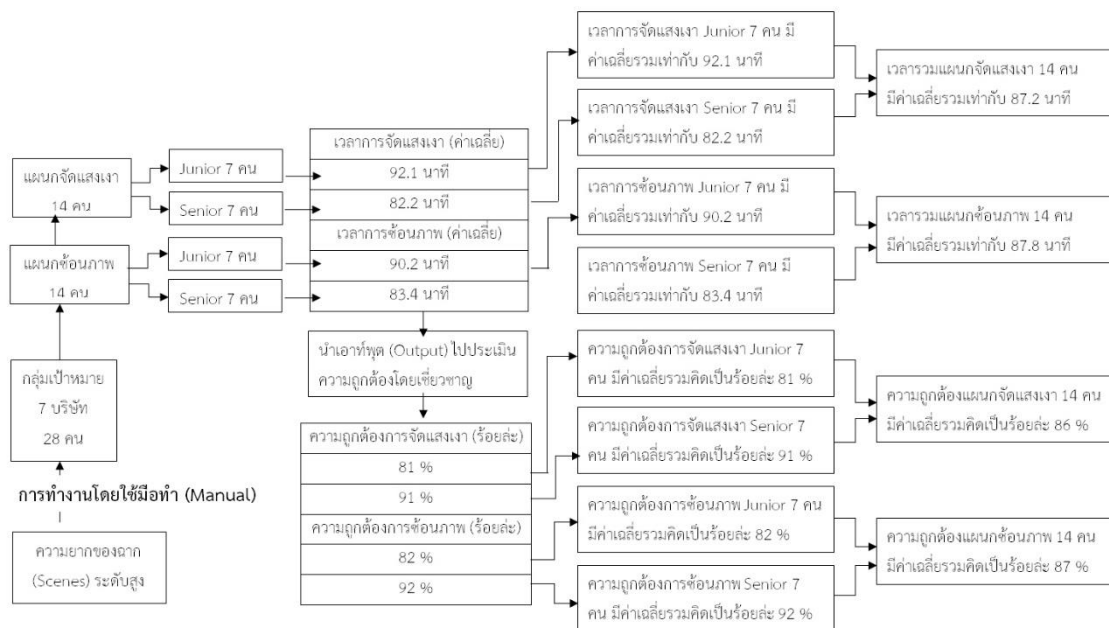 แผนกจัดแสงเงา
14 คน
แผนกซ้อนภาพ
14 คน
กลุ่มเป้าหมาย
7 บริษัท
28 คน
การทำงานโดยใช้มือทำ (Manual)
ความยากของฉาก
(Scenes) ระดับสูง
Junior 7 คน
Senior 7 คน
Junior 7 คน
Senior 7 คน
เวลาการจัดแสงเงา (ค่าเฉลี่ย)
92.1 นาที
82.2 นาที
เวลาการซ้อนภาพ (ค่าเฉลี่ย)
90.2 นาที
83.4 นาที
นำเอาท์พุต (Output) ไปประเมิน
ความถูกต้องโดยเชี่ยวชาญ
ความถูกต้องการจัดแสงเงา (ร้อยล่ะ)
81 %
91 %
ความถูกต้องการซ้อนภาพ (ร้อยล่ะ)
82 %
92 %
เวลาการจัดแสงเงา Junior 7 คน มี
ค่าเฉลี่ยรวมเท่ากับ 92.1 นาที
เวลาการจัดแสงเงา Senior 7 คน มี
ค่าเฉลี่ยรวมเท่ากับ 82.2 นาที
เวลาการซ้อนภาพ Junior 7 คน มี
ค่าเฉลี่ยรวมเท่ากับ 90.2 นาที
เวลาการซ้อนภาพ Senior 7 คน มี
ค่าเฉลี่ยรวมเท่ากับ 83.4 นาที
ความถูกต้องการจัดแสงเงา Junior 7
คน มีค่าเฉลี่ยรวมคิดเป็นร้อยล่ะ 81 %
ความถูกต้องการจัดแสงเงา Senior 7
คน มีค่าเฉลี่ยรวมคิดเป็นร้อยล่ะ 91 %
ความถูกต้องการซ้อนภาพ Junior 7 คน
มีค่าเฉลี่ยรวมคิดเป็นร้อยล่ะ 82 %
ความถูกต้องการซ้อนภาพ Senior 7
คน มีค่าเฉลี่ยรวมคิดเป็นร้อยล่ะ 92 %
เวลารวมแผนกจัดแสงเงา 14 คน
มีค่าเฉลี่ยรวมเท่ากับ 87.2 นาที
เวลารวมแผนกซ้อนภาพ 14 คน
มีค่าเฉลี่ยรวมเท่ากับ 87.8 นาที
ความถูกต้องแผนกจัดแสงเงา 14 คน
มีค่าเฉลี่ยรวมคิดเป็นร้อยล่ะ 86 %
ความถูกต้องแผนกซ้อนภาพ 14 คน
มีค่าเฉลี่ยรวมคิดเป็นร้อยล่ะ 87 %